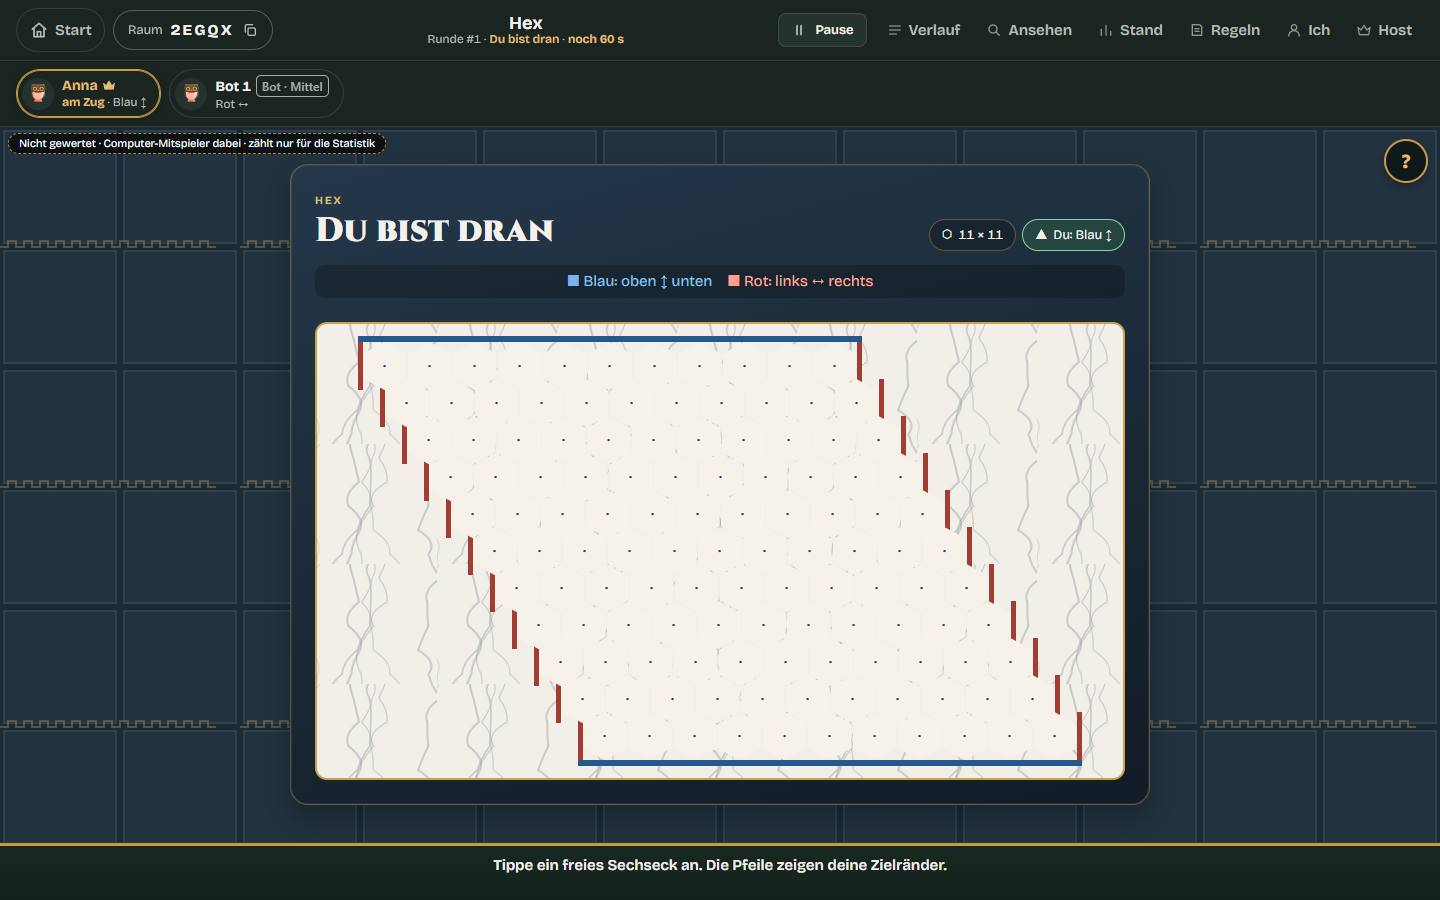 Start
Raum 2EGQX
Hex
Runde #1 · Du bist dran · noch 60 s
Pause
Verlauf
Ansehen
Stand
Regeln
Ich
Host
Anna
am Zug · Blau ↕
Bot 1 Bot · Mittel
Rot ↔
Nicht gewertet · Computer-Mitspieler dabei · zählt nur für die Statistik
?
HEX
Du bist dran
11 × 11
Du: Blau ↕
Blau: oben ↕ unten Rot: links ↔ rechts
Tippe ein freies Sechseck an. Die Pfeile zeigen deine Zielränder.